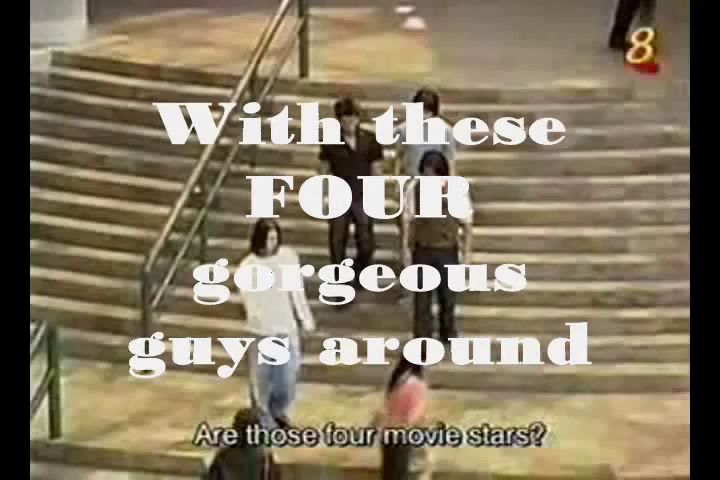 8
With these
FOUR
gorgeous
guys around
Are those four movie stars?